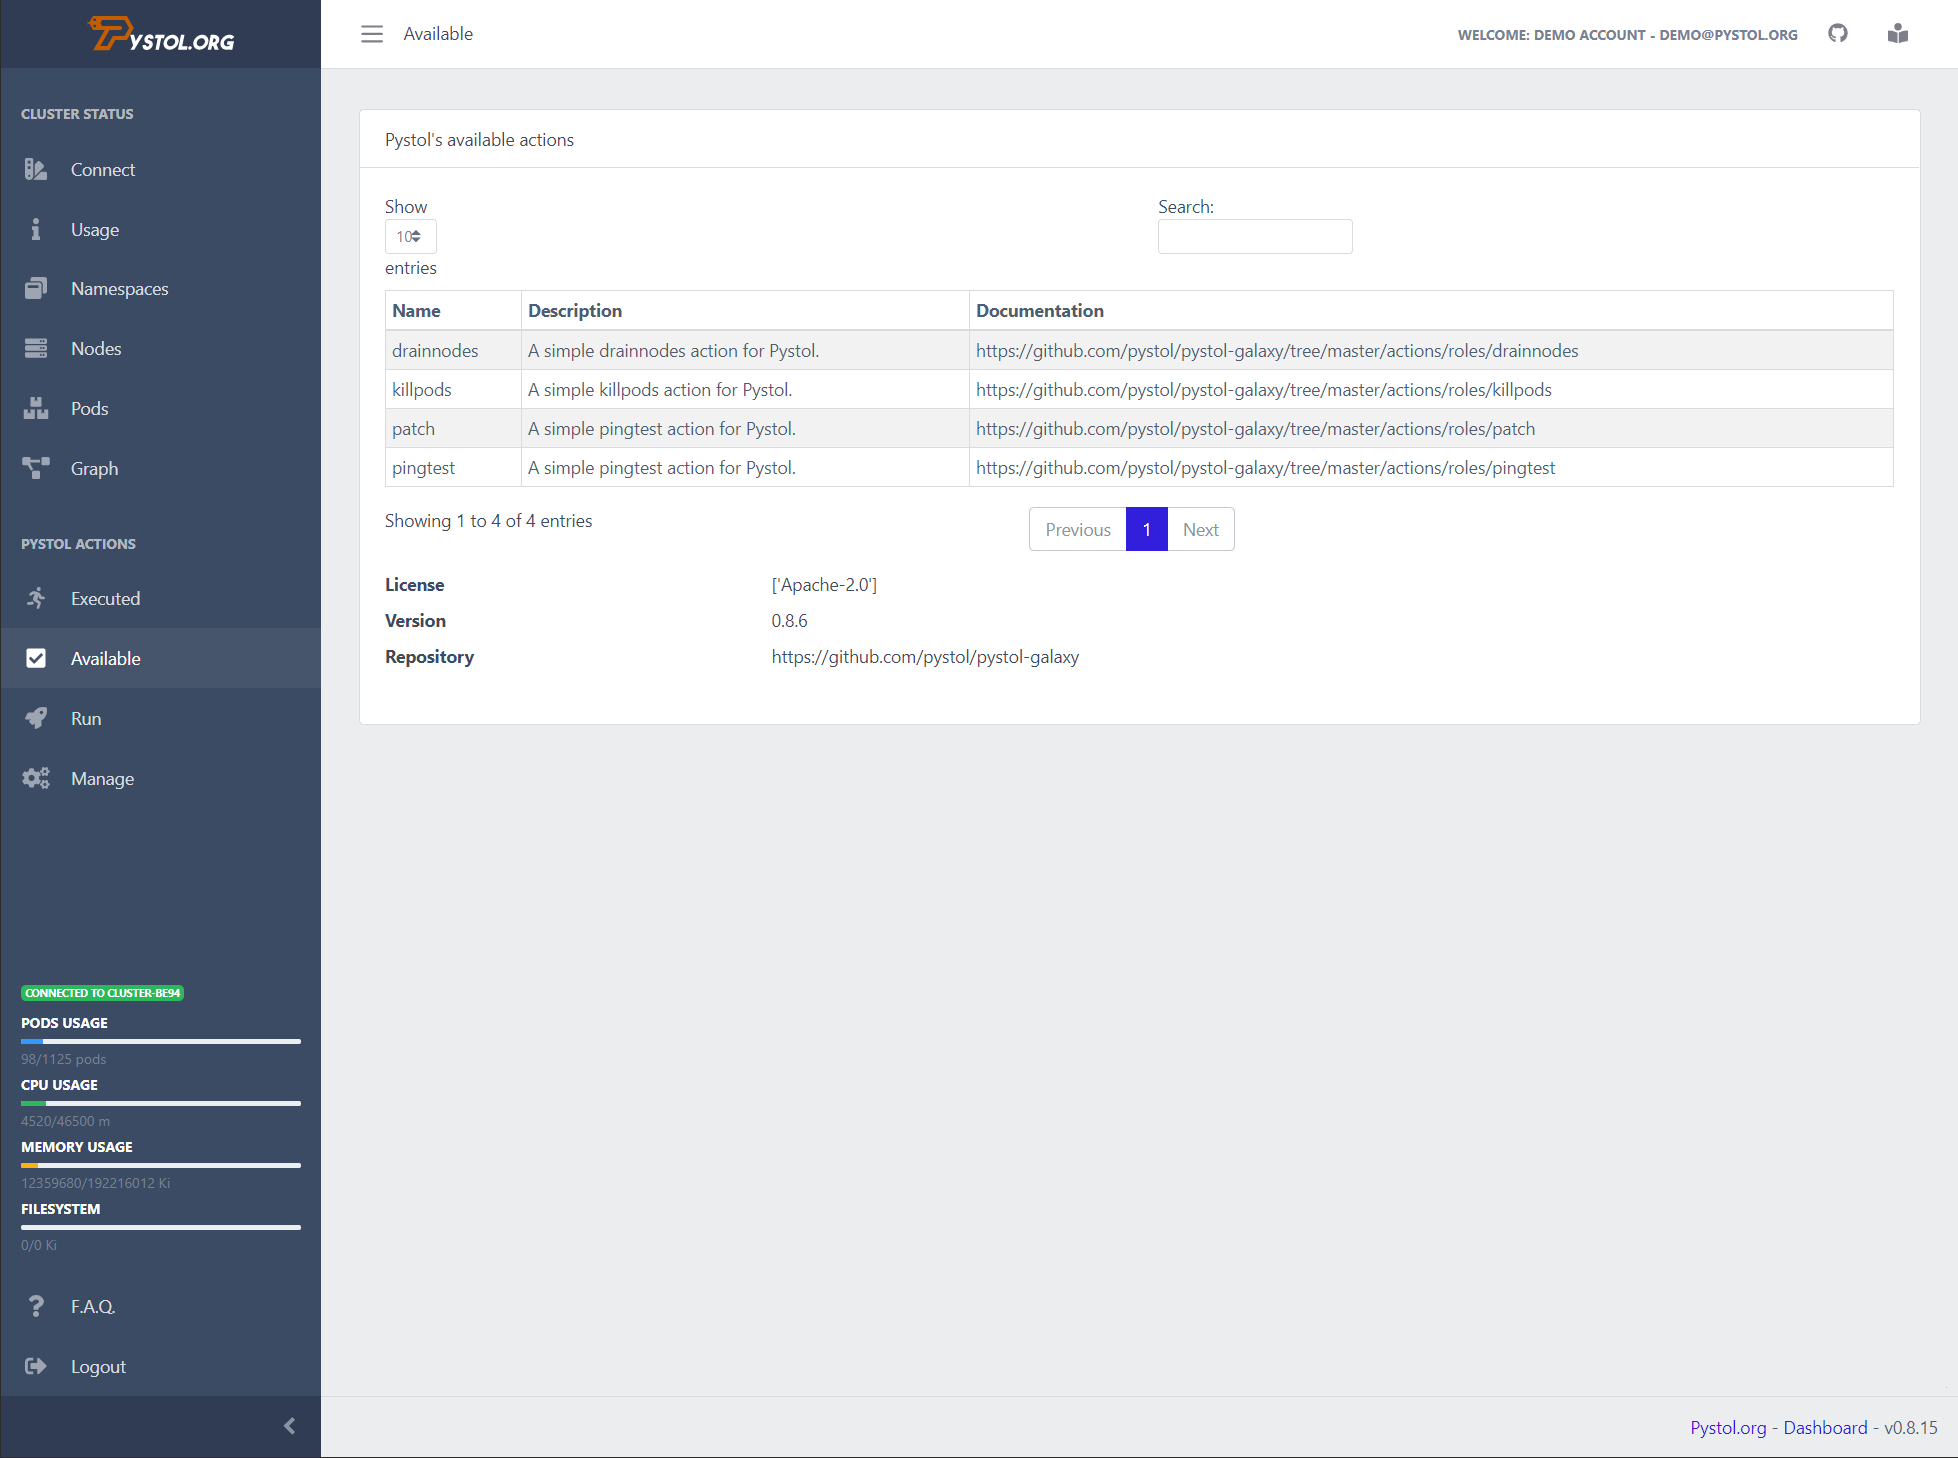 PYSTOL.ORG
Available
WELCOME: DEMO ACCOUNT - DEMO@PYSTOL.ORG
CLUSTER STATUS
Connect
Usage
Namespaces
Nodes
Pods
Graph
PYSTOL ACTIONS
Executed
Available
Run
Manage
CONNECTED TO CLUSTER-BE94
PODS USAGE
98/1125 pods
CPU USAGE
4520/46500 m
MEMORY USAGE
12359680/192216012 Ki
FILESYSTEM
0/0 Ki
F.A.Q.
Logout
Pystol's available actions
Show
10
entries
Search:
Name Description Documentation
drainnodes A simple drainnodes action for Pystol. https://github.com/pystol/pystol-galaxy/tree/master/actions/roles/drainnodes
killpods A simple killpods action for Pystol. https://github.com/pystol/pystol-galaxy/tree/master/actions/roles/killpods
patch A simple pingtest action for Pystol. https://github.com/pystol/pystol-galaxy/tree/master/actions/roles/patch
pingtest A simple pingtest action for Pystol. https://github.com/pystol/pystol-galaxy/tree/master/actions/roles/pingtest
Showing 1 to 4 of 4 entries
Previous 1 Next
License ['Apache-2.0']
Version 0.8.6
Repository https://github.com/pystol/pystol-galaxy
Pystol.org - Dashboard - v0.8.15